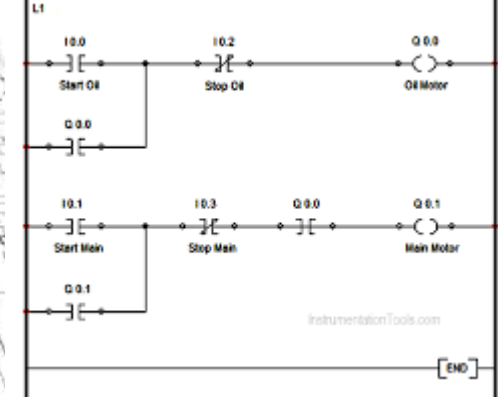 L1
I0.0 I0.2 Q0.0
Start Oil Stop Oil Oil Motor
Q0.0
I0.1 I0.3 Q0.0 Q0.1
Start Main Stop Main Main Motor
Q0.1
InstrumentationTools.com
END